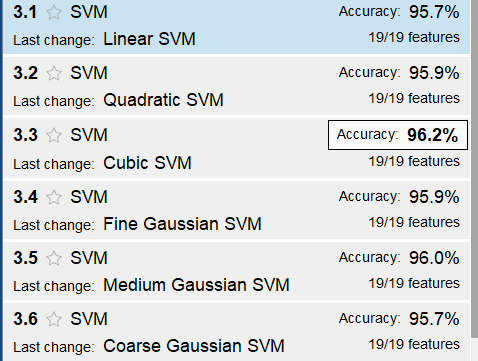 3.1 ☆ SVM Accuracy: 95.7%
Last change: Linear SVM 19/19 features
3.2 ☆ SVM Accuracy: 95.9%
Last change: Quadratic SVM 19/19 features
3.3 ☆ SVM Accuracy: 96.2%
Last change: Cubic SVM 19/19 features
3.4 ☆ SVM Accuracy: 95.9%
Last change: Fine Gaussian SVM 19/19 features
3.5 ☆ SVM Accuracy: 96.0%
Last change: Medium Gaussian SVM 19/19 features
3.6 ☆ SVM Accuracy: 95.7%
Last change: Coarse Gaussian SVM 19/19 features